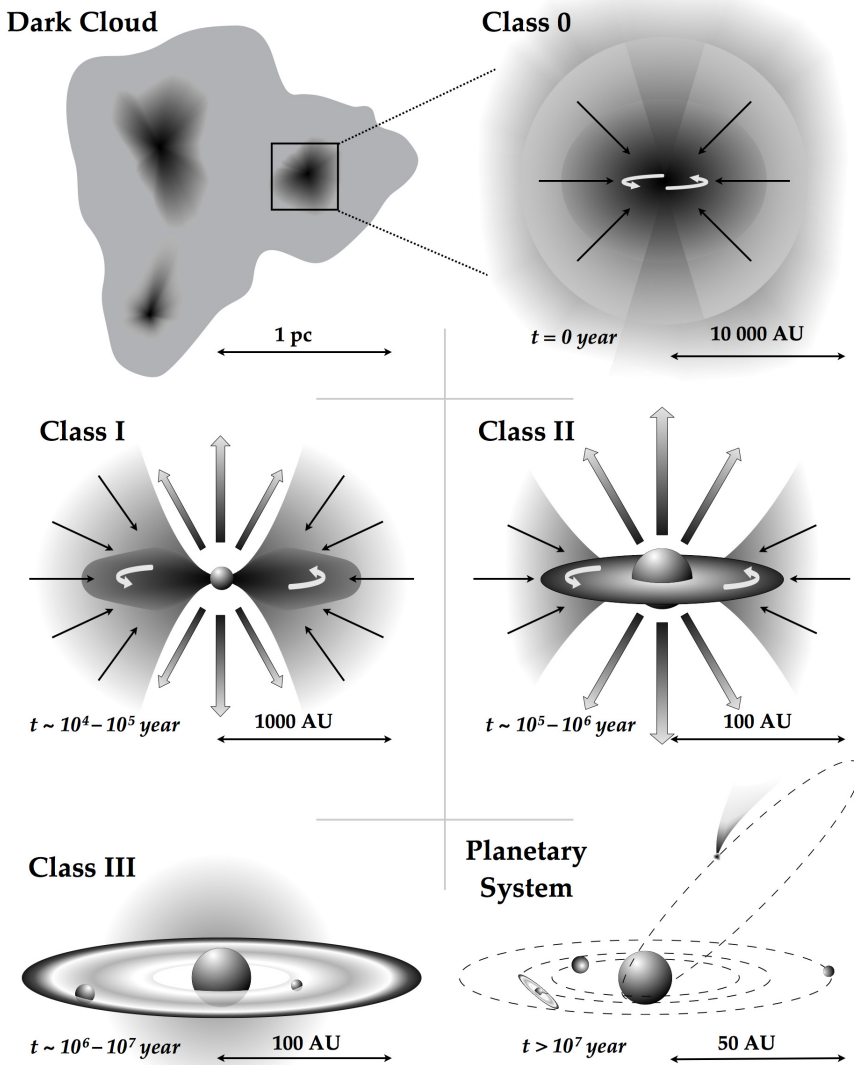 Dark Cloud
Class 0
1 pc
t = 0 year
10 000 AU
Class I
Class II
t ~ 10⁴ – 10⁵ year
1000 AU
t ~ 10⁵ – 10⁶ year
100 AU
Class III
Planetary
System
t ~ 10⁶ – 10⁷ year
100 AU
t > 10⁷ year
50 AU